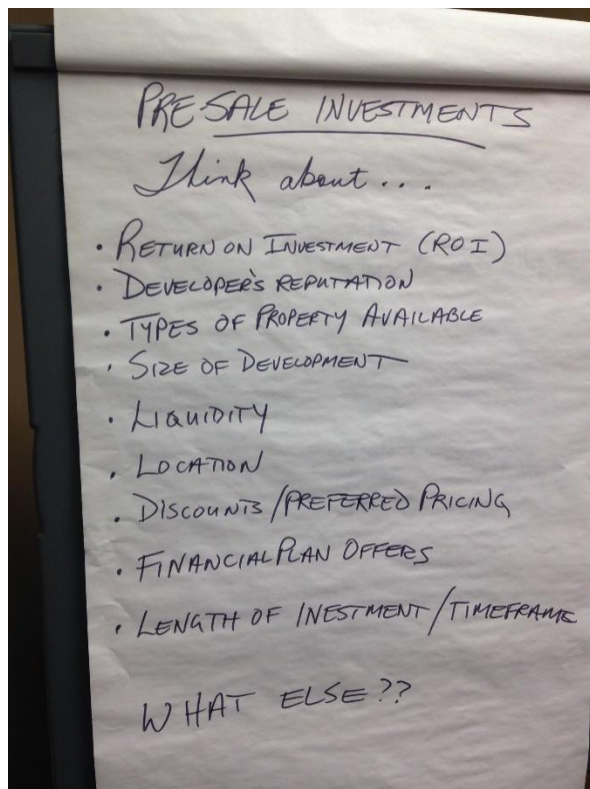 PRE-SALE INVESTMENTS
Think about...
• RETURN ON INVESTMENT (ROI)
• DEVELOPER'S REPUTATION
• TYPES OF PROPERTY AVAILABLE
• SIZE OF DEVELOPMENT
• LIQUIDITY
• LOCATION
• DISCOUNTS/PREFERRED PRICING
• FINANCIAL PLAN OFFERS
• LENGTH OF INESTMENT/TIMEFRAME
WHAT ELSE??